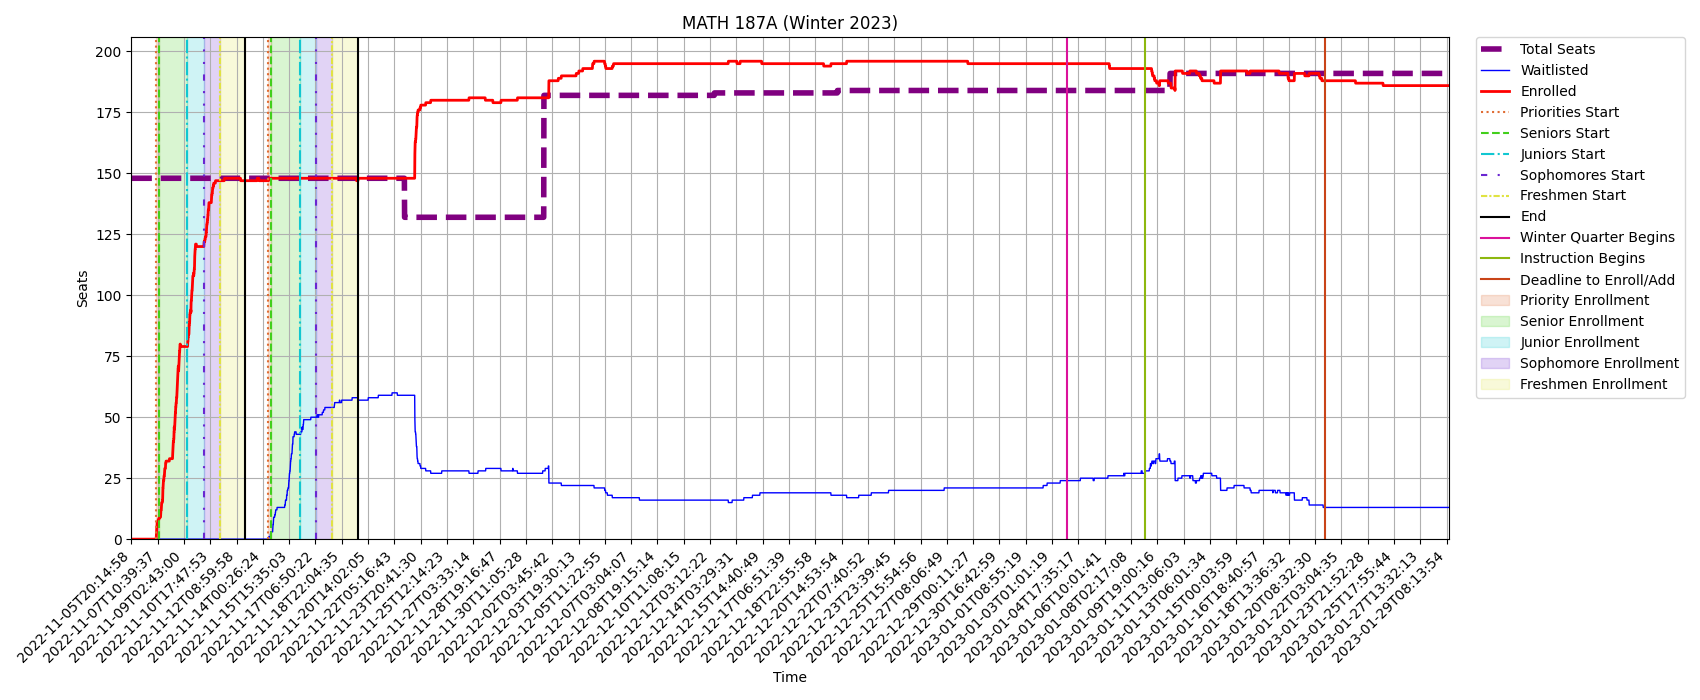 MATH 187A (Winter 2023)
Seats
200
175
150
125
100
75
50
25
0
2022-11-05T20:14:58
2022-11-07T10:39:37
2022-11-09T02:43:00
2022-11-10T17:47:53
2022-11-12T08:59:58
2022-11-14T00:26:24
2022-11-15T15:35:03
2022-11-17T06:50:22
2022-11-18T22:04:35
2022-11-20T14:02:05
2022-11-22T05:16:43
2022-11-23T20:41:30
2022-11-25T12:14:23
2022-11-27T03:33:14
2022-11-28T19:16:47
2022-11-30T11:05:28
2022-12-02T03:45:42
2022-12-03T19:30:13
2022-12-05T11:22:55
2022-12-07T03:04:07
2022-12-08T19:15:14
2022-12-10T11:08:15
2022-12-12T03:12:22
2022-12-14T03:29:31
2022-12-15T14:40:49
2022-12-17T06:51:39
2022-12-18T22:55:58
2022-12-20T14:53:54
2022-12-22T07:40:52
2022-12-23T23:39:45
2022-12-25T15:54:56
2022-12-27T08:06:49
2022-12-29T00:11:27
2022-12-30T16:42:59
2023-01-01T08:55:19
2023-01-03T01:01:19
2023-01-04T17:35:17
2023-01-06T10:01:41
2023-01-08T02:17:08
2023-01-09T19:00:16
2023-01-11T13:06:03
2023-01-13T06:01:34
2023-01-15T00:03:59
2023-01-16T18:40:57
2023-01-18T13:36:32
2023-01-20T08:32:30
2023-01-22T03:04:35
2023-01-23T21:52:28
2023-01-25T17:55:44
2023-01-27T13:32:13
2023-01-29T08:13:54
Time
Total Seats
Waitlisted
Enrolled
Priorities Start
Seniors Start
Juniors Start
Sophomores Start
Freshmen Start
End
Winter Quarter Begins
Instruction Begins
Deadline to Enroll/Add
Priority Enrollment
Senior Enrollment
Junior Enrollment
Sophomore Enrollment
Freshmen Enrollment